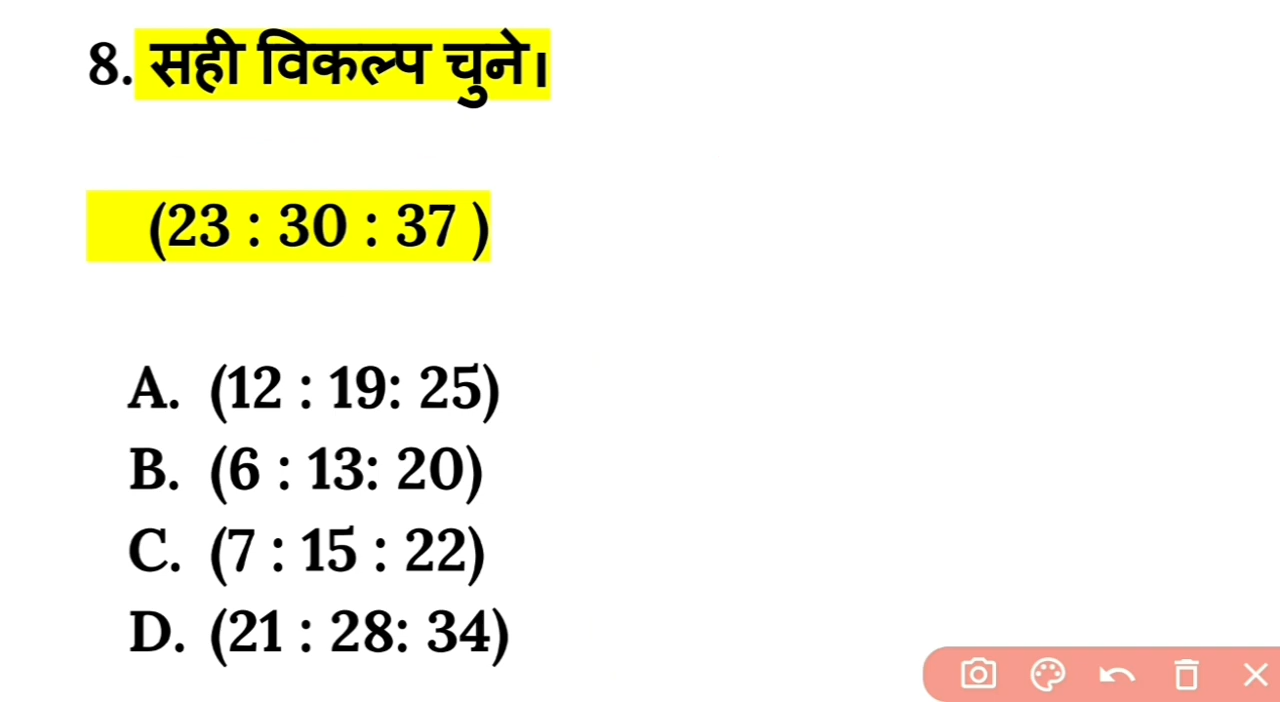 8. सही विकल्प चुने।
(23 : 30 : 37 )
A. (12 : 19: 25)
B. (6 : 13: 20)
C. (7 : 15 : 22)
D. (21 : 28: 34)